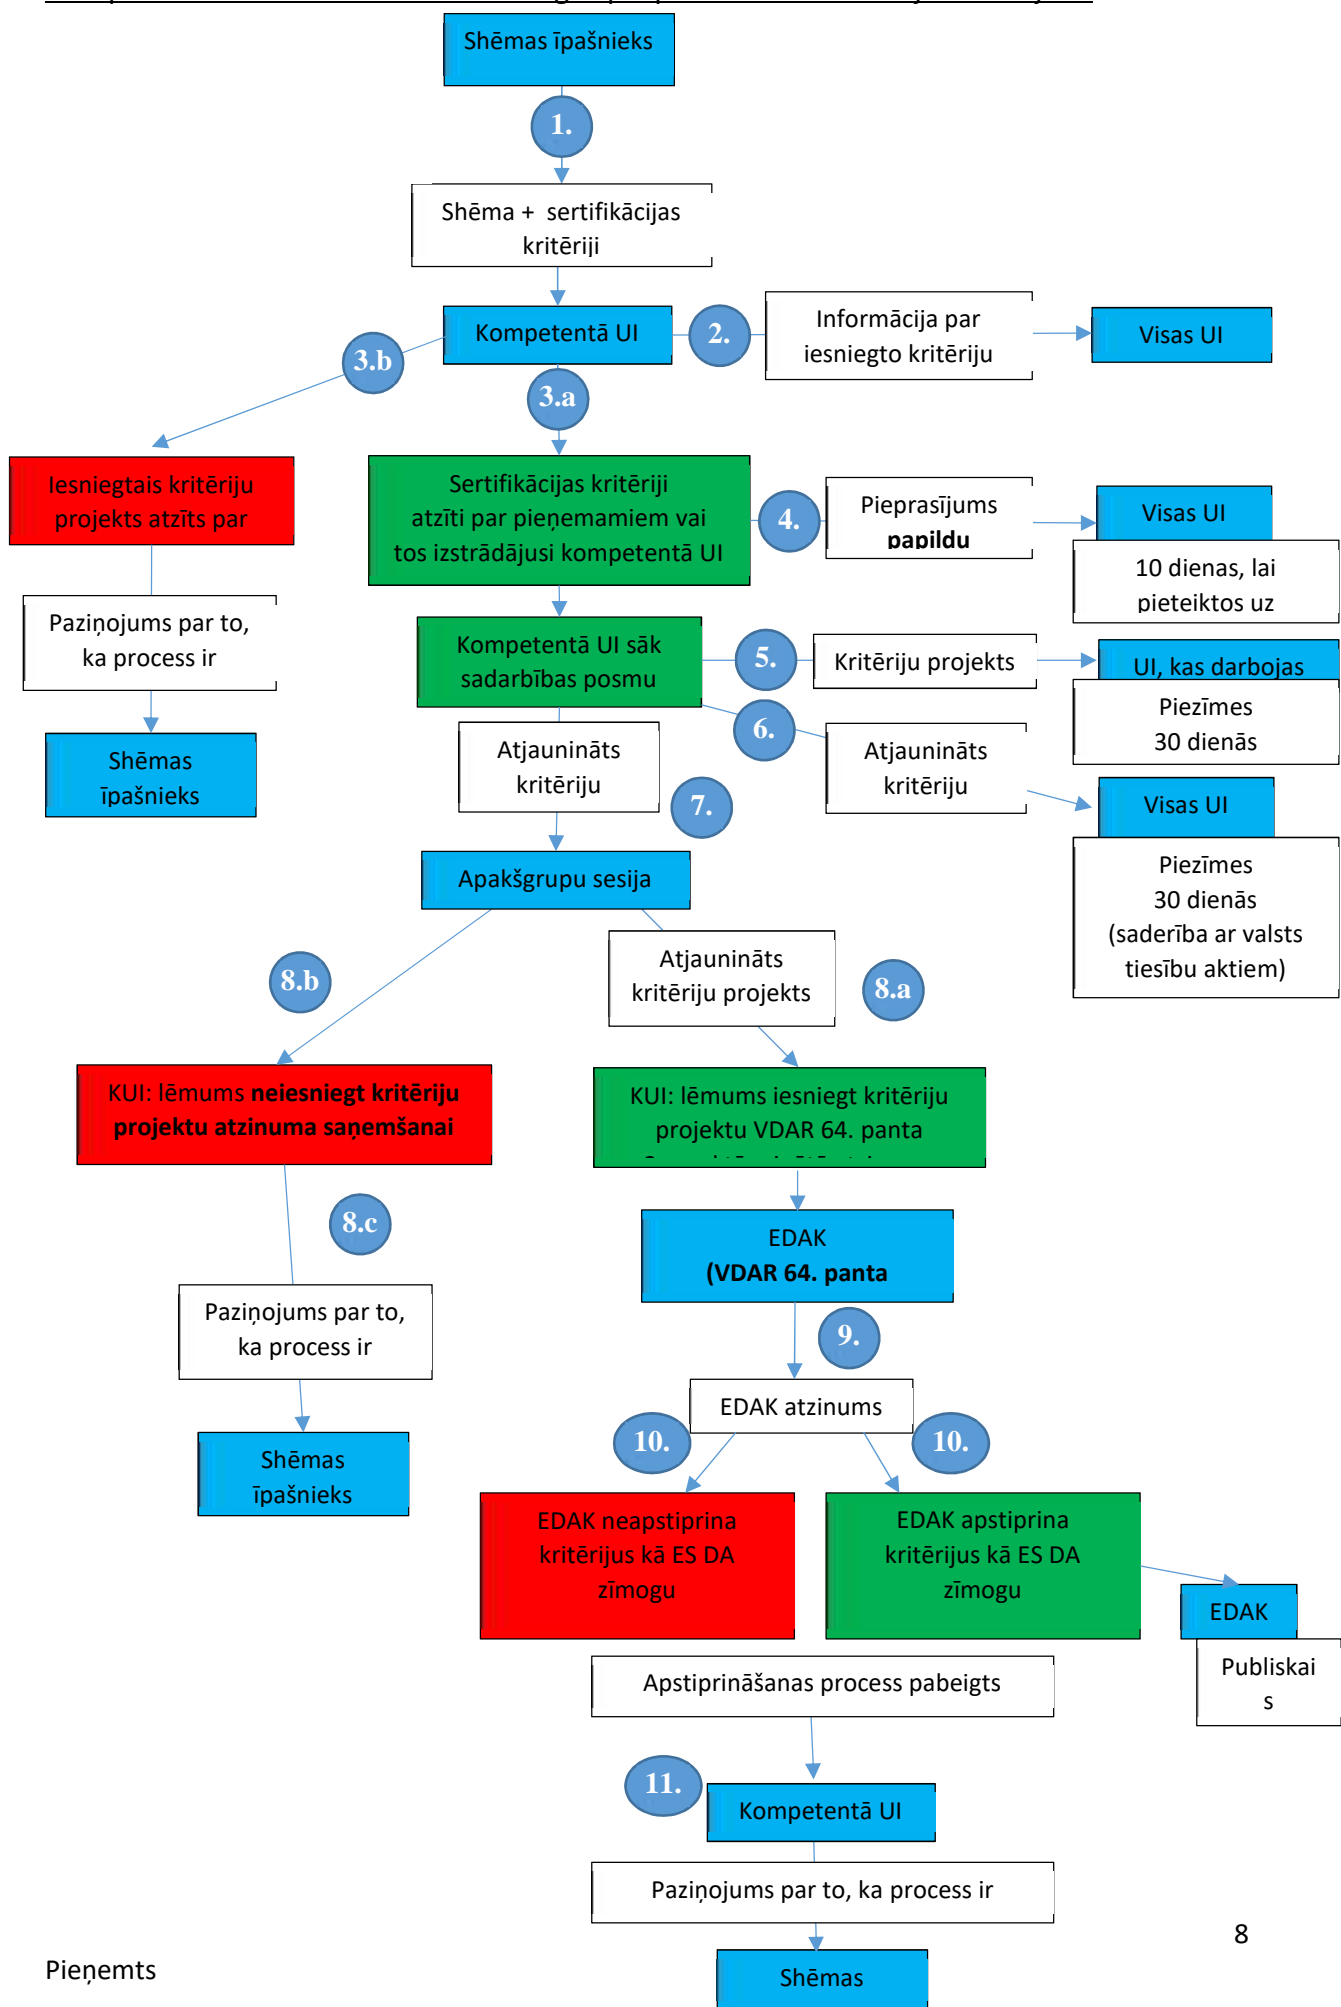 Shēmas īpašnieks
1.
Shēma + sertifikācijas
kritēriji
Kompetentā UI
2.
Informācija par
iesniegto kritēriju
Visas UI
3.b
3.a
Iesniegtais kritēriju
projekts atzīts par
Sertifikācijas kritēriji
atzīti par pieņemamiem vai
tos izstrādājusi kompetentā UI
4.
Pieprasījums
papildu
Visas UI
10 dienas, lai
pieteiktos uz
Paziņojums par to,
ka process ir
Kompetentā UI sāk
sadarbības posmu
5.
Kritēriju projekts
UI, kas darbojas
Piezīmes
30 dienās
6.
Shēmas
īpašnieks
Atjaunināts
kritēriju
7.
Atjaunināts
kritēriju
Visas UI
Piezīmes
30 dienās
(saderība ar valsts
tiesību aktiem)
Apakšgrupu sesija
8.b
Atjaunināts
kritēriju projekts
8.a
KUI: lēmums neiesniegt kritēriju
projektu atzinuma saņemšanai
KUI: lēmums iesniegt kritēriju
projektu VDAR 64. panta
8.c
EDAK
(VDAR 64. panta
Paziņojums par to,
ka process ir
9.
EDAK atzinums
Shēmas
īpašnieks
10.
10.
EDAK neapstiprina
kritērijus kā ES DA
zīmogu
EDAK apstiprina
kritērijus kā ES DA
zīmogu
EDAK
Publiskai
s
Apstiprināšanas process pabeigts
11.
Kompetentā UI
Paziņojums par to, ka process ir
Shēmas
8
Pieņemts